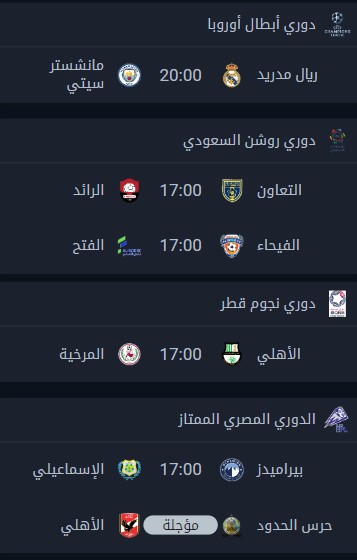 دوري أبطال أوروبا
ريال مدريد 20:00 مانشستر
سيتي
دوري روشن السعودي
التعاون 17:00 الرائد
الفيحاء 17:00 الفتح
دوري نجوم قطر
الأهلي 17:00 المرخية
الدوري المصري الممتاز
بيراميدز 17:00 الإسماعيلي
حرس الحدود مؤجلة الأهلي